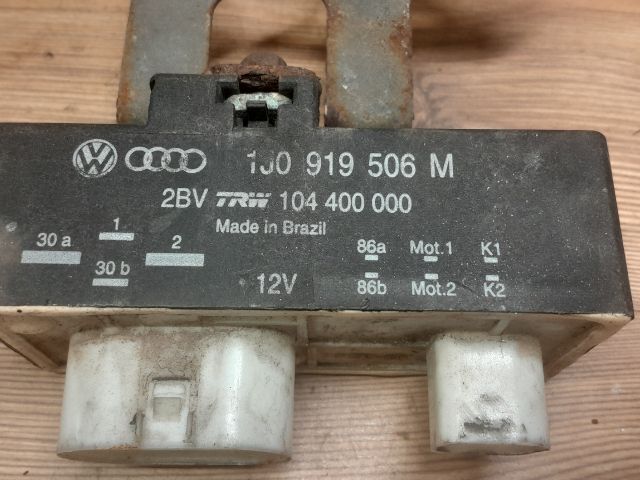 1J0 919 506 M
2BV TRW 104 400 000
Made in Brazil
30 a 1 2 86a Mot.1 K1
30 b 12V 86b Mot.2 K2